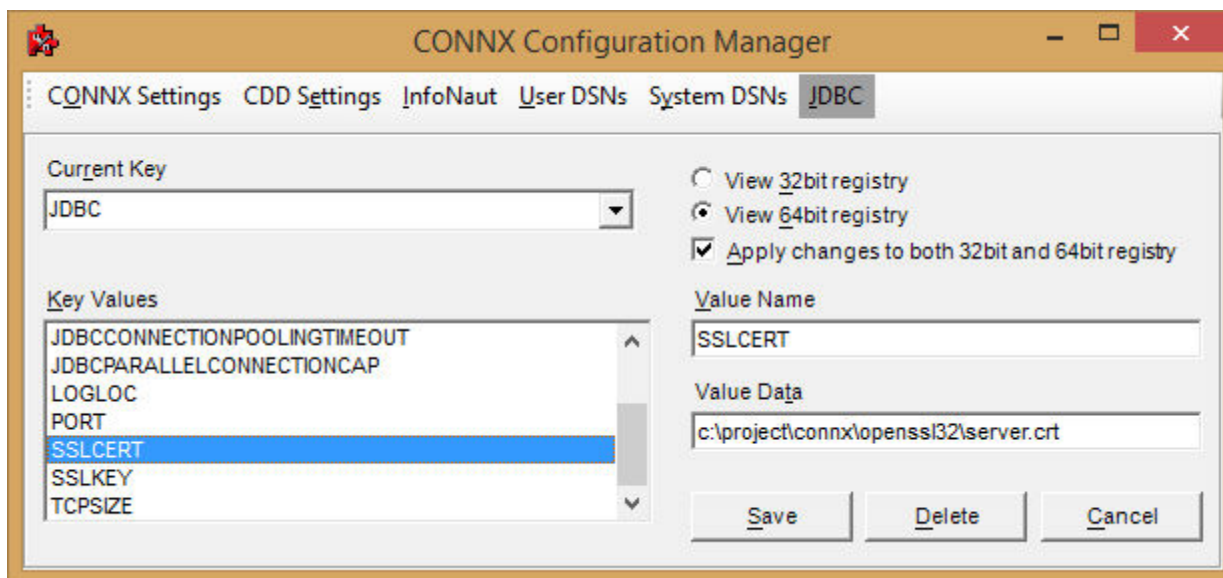 CONNX Configuration Manager
CONNX Settings CDD Settings InfoNaut User DSNs System DSNs JDBC
Current Key
JDBC
View 32bit registry
View 64bit registry
Apply changes to both 32bit and 64bit registry
Key Values
JDBCCONNECTIONPOOLINGTIMEOUT
JDBCPARALLELCONNECTIONCAP
LOGLOC
PORT
SSLCERT
SSLKEY
TCPSIZE
Value Name
SSLCERT
Value Data
c:\project\connx\openssl32\server.crt
Save Delete Cancel